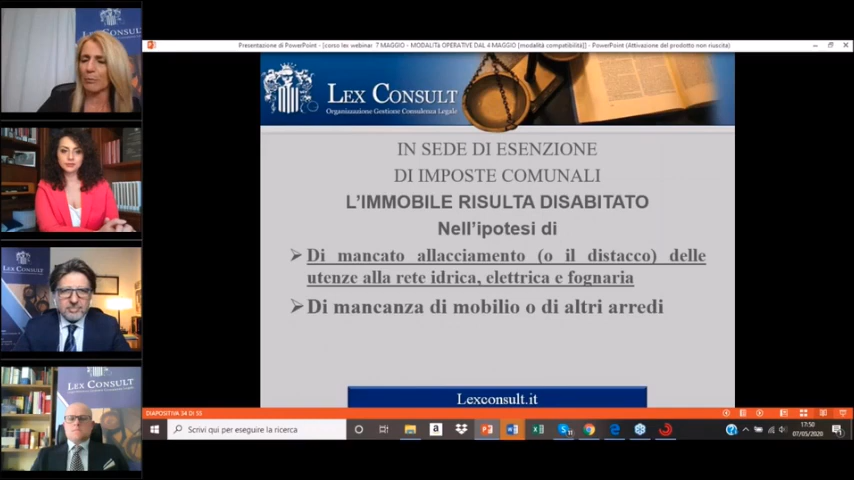 Presentazione di PowerPoint - [corso lex webinar 7 MAGGIO - MODALITà OPERATIVE DAL 4 MAGGIO [modalità compatibilità]] - PowerPoint (Attivazione del prodotto non riuscita)
LEX CONSULT
Organizzazione Gestione Consulenza Legale
IN SEDE DI ESENZIONE
DI IMPOSTE COMUNALI
L'IMMOBILE RISULTA DISABITATO
Nell'ipotesi di
Di mancato allacciamento (o il distacco) delle
utenze alla rete idrica, elettrica e fognaria
Di mancanza di mobilio o di altri arredi
Lexconsult.it
DIAPOSITIVA 34 DI 55
Scrivi qui per eseguire la ricerca
17:50
07/05/2020
LEX CONSULT
LEX CONSULT